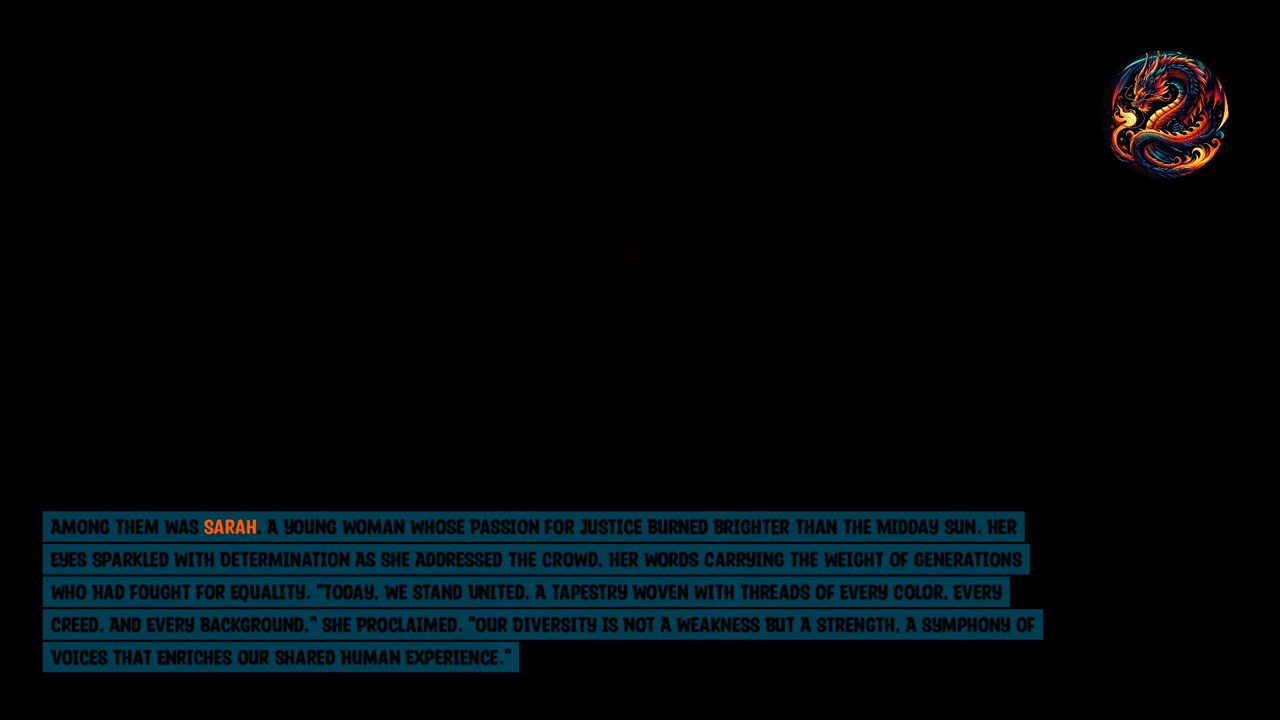 AMONG THEM WAS SARAH, A YOUNG WOMAN WHOSE PASSION FOR JUSTICE BURNED BRIGHTER THAN THE MIDDAY SUN. HER
EYES SPARKLED WITH DETERMINATION AS SHE ADDRESSED THE CROWD, HER WORDS CARRYING THE WEIGHT OF GENERATIONS
WHO HAD FOUGHT FOR EQUALITY. "TODAY, WE STAND UNITED, A TAPESTRY WOVEN WITH THREADS OF EVERY COLOR, EVERY
CREED, AND EVERY BACKGROUND," SHE PROCLAIMED. "OUR DIVERSITY IS NOT A WEAKNESS BUT A STRENGTH, A SYMPHONY OF
VOICES THAT ENRICHES OUR SHARED HUMAN EXPERIENCE."